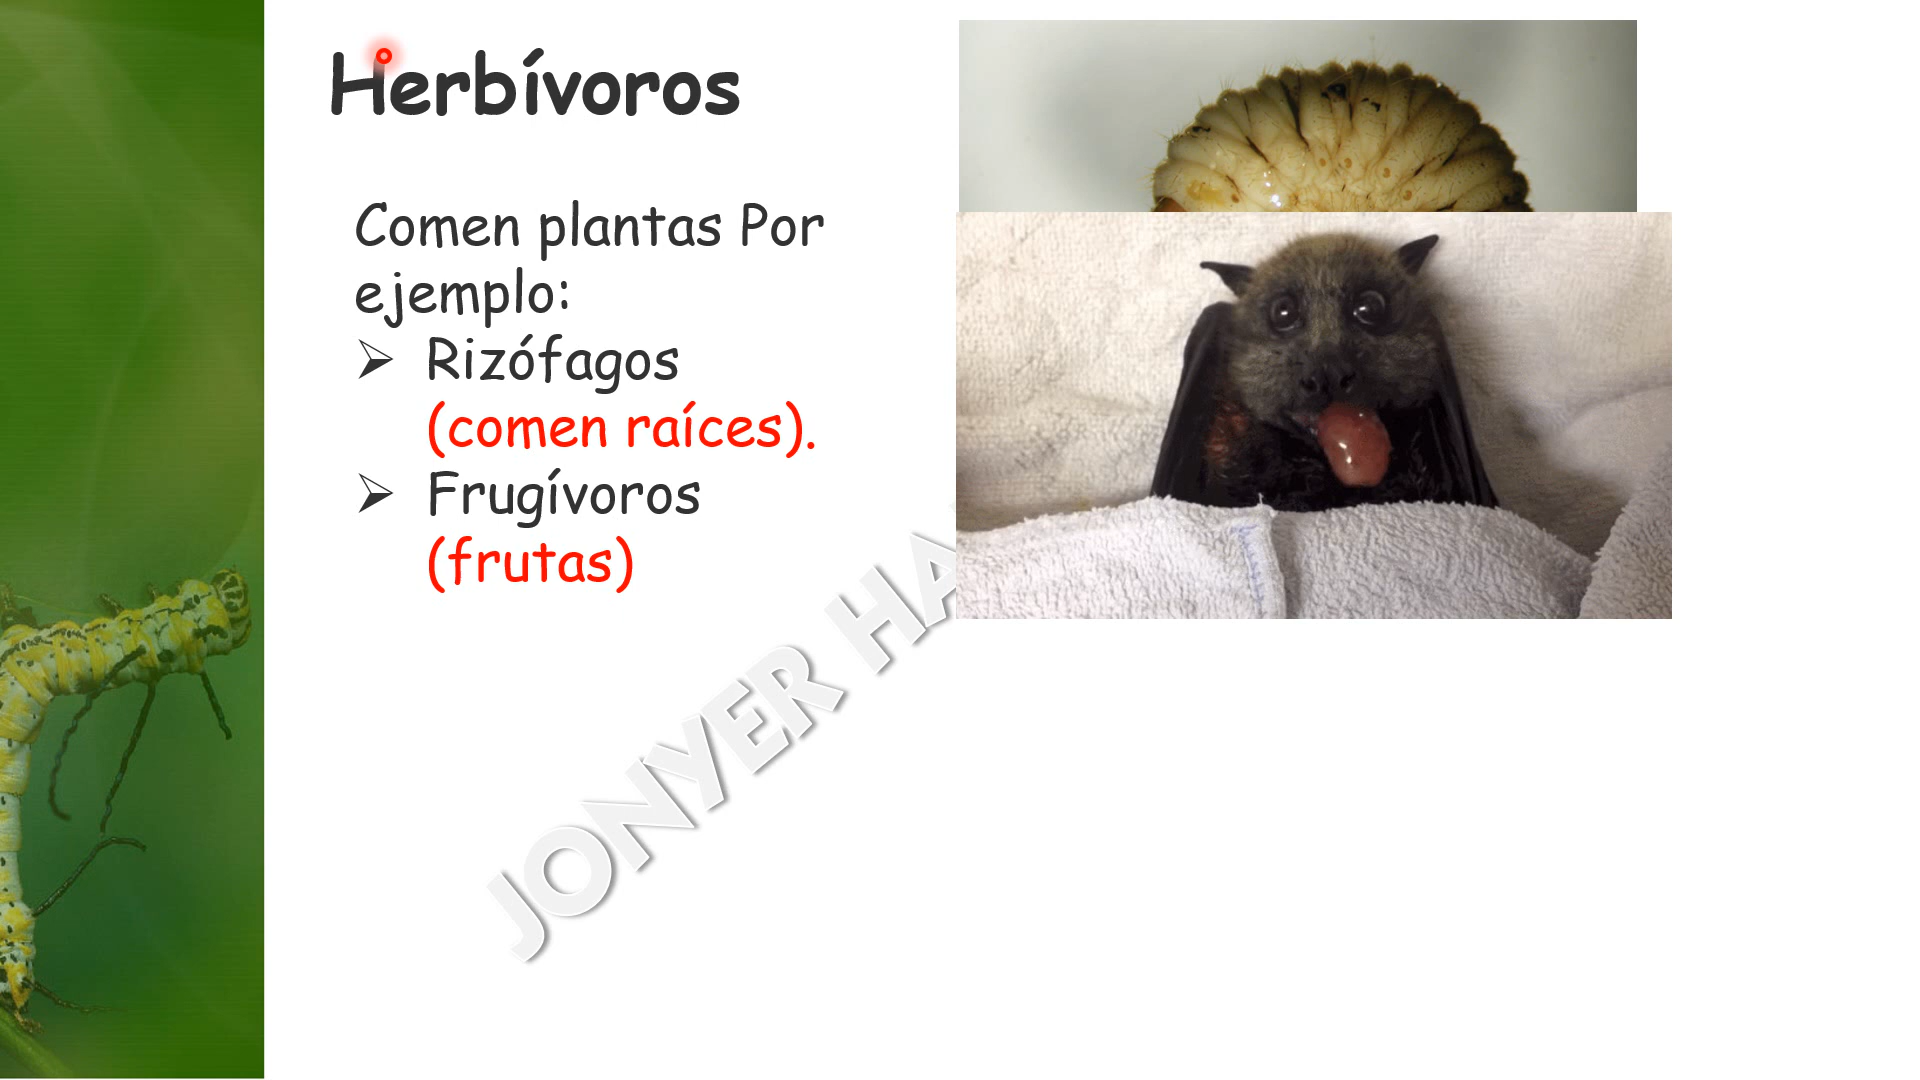 Herbívoros
Comen plantas Por
ejemplo:
➢ Rizófagos
(comen raíces).
➢ Frugívoros
(frutas)
JONYER HA